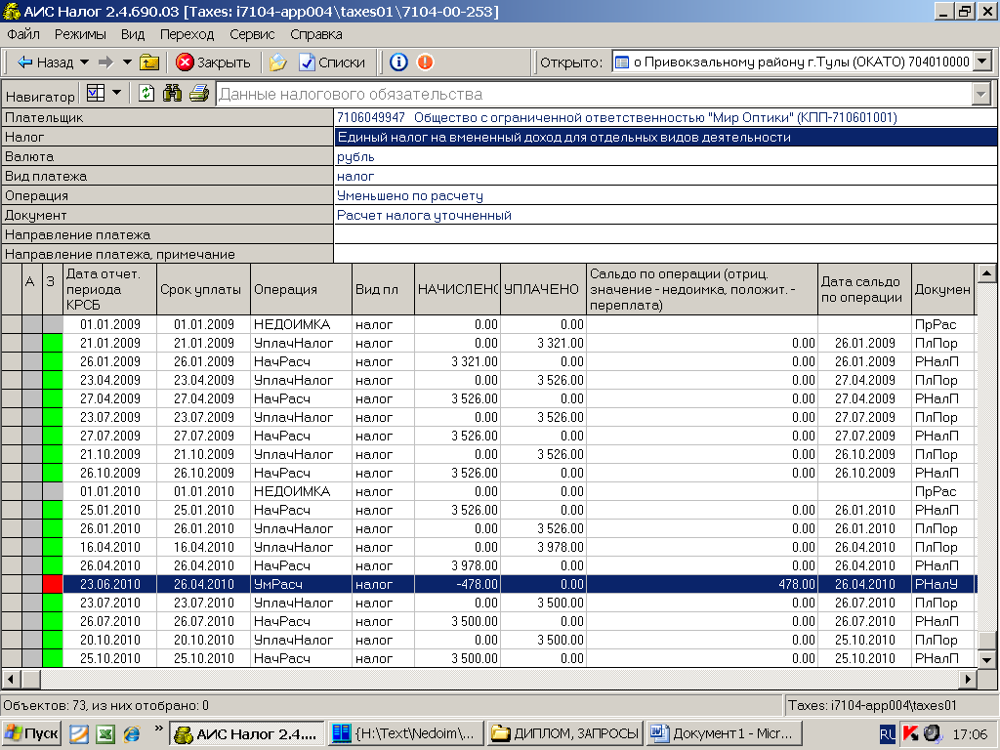 АИС Налог 2.4.690.03 [Taxes: i7104-app004\taxes01\7104-00-253]
Файл Режимы Вид Переход Сервис Справка
Назад Закрыть Списки Открыто: о Привокзальному району г.Тулы (ОКАТО) 704010000
Навигатор Данные налогового обязательства
Плательщик 7106049947 Общество с ограниченной ответственностью "Мир Оптики" (КПП-710601001)
Налог Единый налог на вмененный доход для отдельных видов деятельности
Валюта рубль
Вид платежа налог
Операция Уменьшено по расчету
Документ Расчет налога уточненный
Направление платежа
Направление платежа, примечание
А З Дата отчет. периода КРСБ Срок уплаты Операция Вид пл НАЧИСЛЕНО УПЛАЧЕНО Сальдо по операции (отриц. значение - недоимка, положит. - переплата) Дата сальдо по операции Докумен
01.01.2009 01.01.2009 НЕДОИМКА налог 0.00 0.00 ПрРас
21.01.2009 21.01.2009 УплачНалог налог 0.00 3 321.00 0.00 26.01.2009 ПлПор
26.01.2009 26.01.2009 НачРасч налог 3 321.00 0.00 0.00 26.01.2009 РНалП
23.04.2009 23.04.2009 УплачНалог налог 0.00 3 526.00 0.00 27.04.2009 ПлПор
27.04.2009 27.04.2009 НачРасч налог 3 526.00 0.00 0.00 27.04.2009 РНалП
23.07.2009 23.07.2009 УплачНалог налог 0.00 3 526.00 0.00 27.07.2009 ПлПор
27.07.2009 27.07.2009 НачРасч налог 3 526.00 0.00 0.00 27.07.2009 РНалП
21.10.2009 21.10.2009 УплачНалог налог 0.00 3 526.00 0.00 26.10.2009 ПлПор
26.10.2009 26.10.2009 НачРасч налог 3 526.00 0.00 0.00 26.10.2009 РНалП
01.01.2010 01.01.2010 НЕДОИМКА налог 0.00 0.00 ПрРас
25.01.2010 25.01.2010 НачРасч налог 3 526.00 0.00 0.00 26.01.2010 РНалП
26.01.2010 26.01.2010 УплачНалог налог 0.00 3 526.00 0.00 26.01.2010 ПлПор
16.04.2010 16.04.2010 УплачНалог налог 0.00 3 978.00 0.00 26.04.2010 ПлПор
26.04.2010 26.04.2010 НачРасч налог 3 978.00 0.00 0.00 26.04.2010 РНалП
23.06.2010 26.04.2010 УмРасч налог -478.00 0.00 478.00 26.04.2010 РНалУ
23.07.2010 23.07.2010 УплачНалог налог 0.00 3 500.00 0.00 26.07.2010 ПлПор
26.07.2010 26.07.2010 НачРасч налог 3 500.00 0.00 0.00 26.07.2010 РНалП
20.10.2010 20.10.2010 УплачНалог налог 0.00 3 500.00 0.00 25.10.2010 ПлПор
25.10.2010 25.10.2010 НачРасч налог 3 500.00 0.00 0.00 25.10.2010 РНалП
Объектов: 73, из них отобрано: 0 Taxes: i7104-app004\taxes01
Пуск » АИС Налог 2.4.... {H:\Text\Nedoim\... ДИПЛОМ, ЗАПРОСЫ Документ1 - Micr... RL 17:06